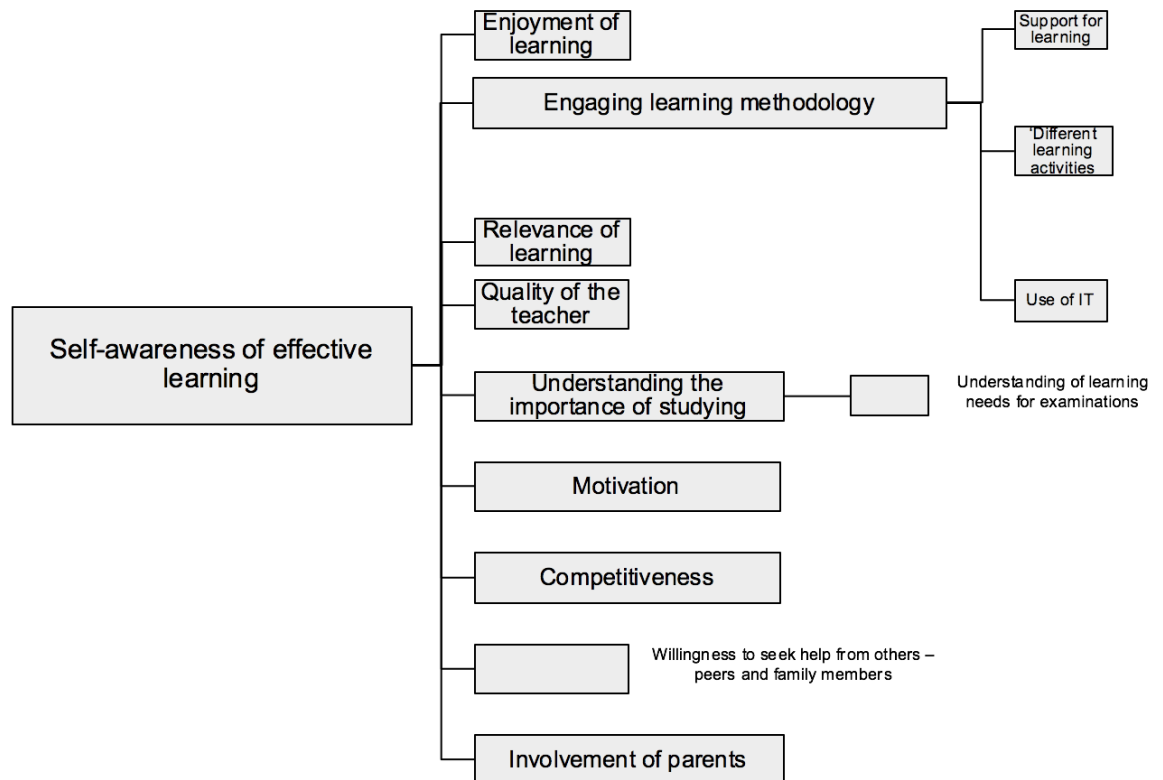 Enjoyment of
learning
Support for
learning
Engaging learning methodology
‘Different
learning
activities
Relevance of
learning
Quality of the
teacher
Use of IT
Self-awareness of effective
learning
Understanding the
importance of studying
Understanding of learning
needs for examinations
Motivation
Competitiveness
Willingness to seek help from others –
peers and family members
Involvement of parents